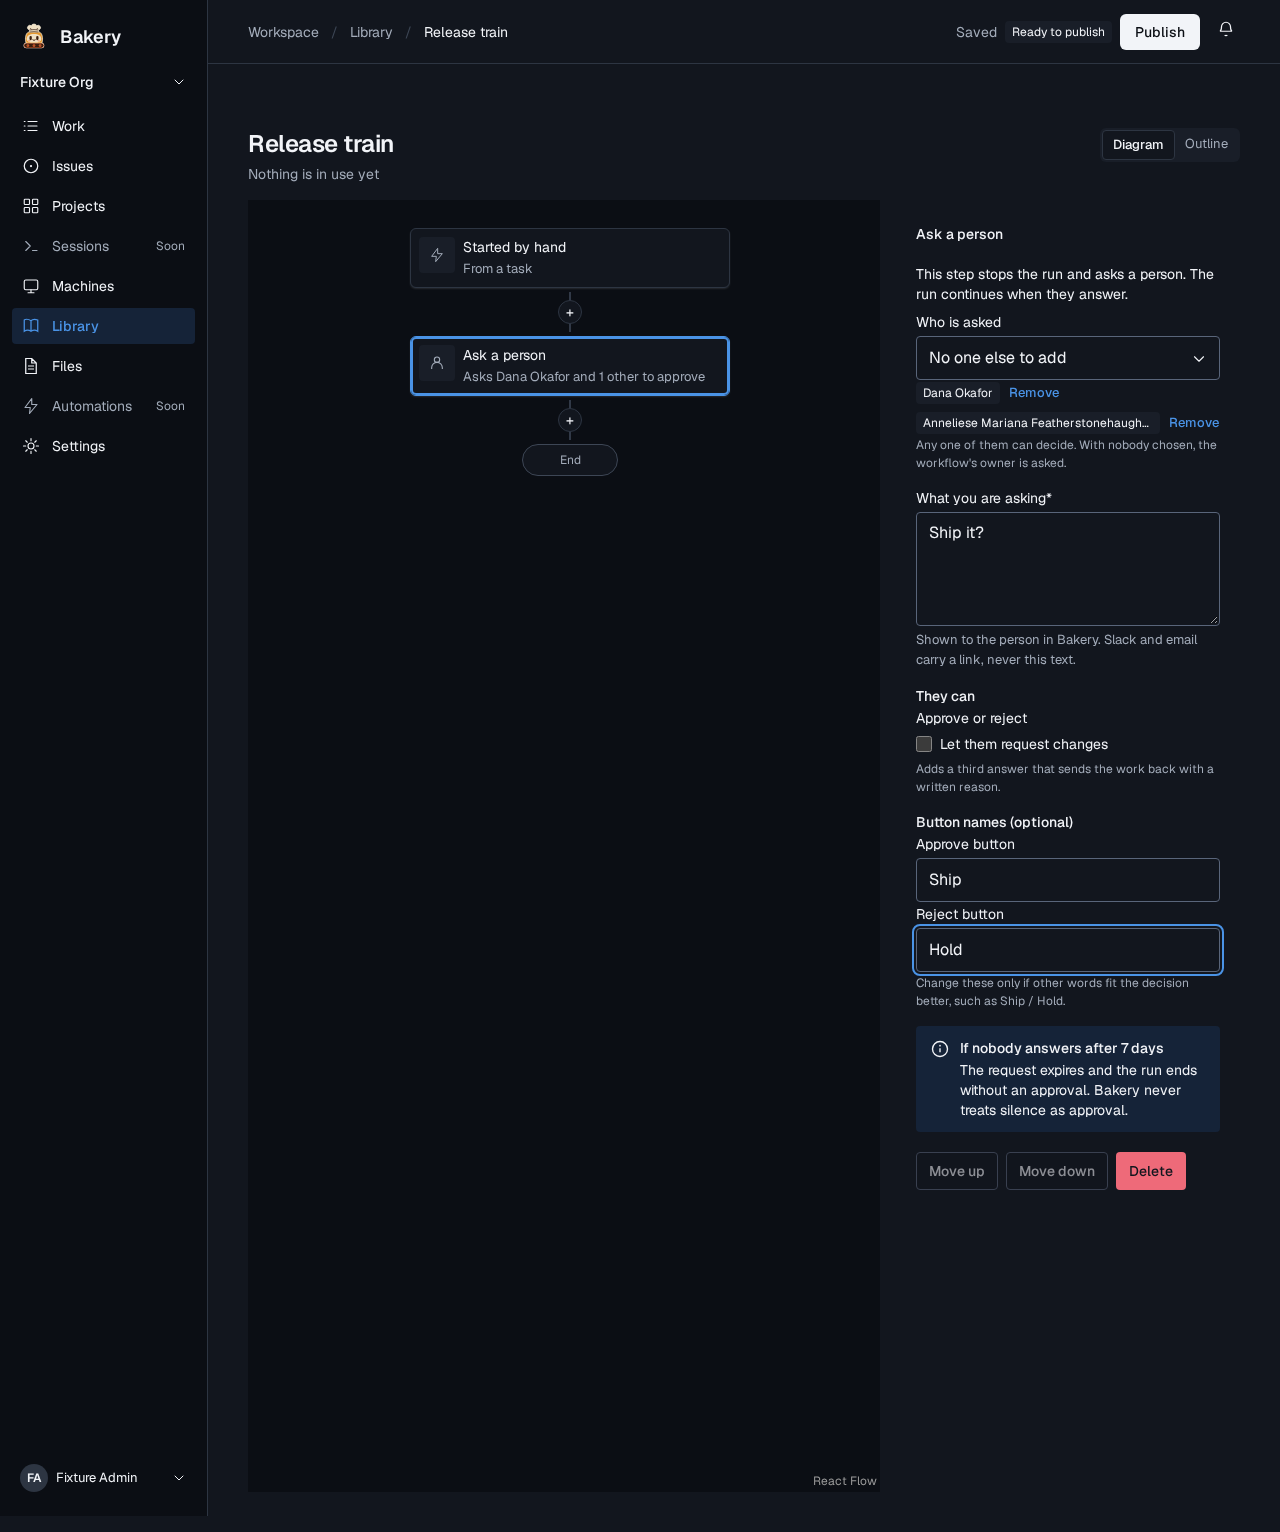 Bakery
Fixture Org
Work
Issues
Projects
Sessions Soon
Machines
Library
Files
Automations Soon
Settings
FA Fixture Admin
Workspace / Library / Release train
Saved Ready to publish Publish
Release train
Nothing is in use yet
Diagram Outline
Started by hand
From a task
+
Ask a person
Asks Dana Okafor and 1 other to approve
+
End
React Flow
Ask a person
This step stops the run and asks a person. The
run continues when they answer.
Who is asked
No one else to add
Dana Okafor Remove
Anneliese Mariana Featherstonehaugh... Remove
Any one of them can decide. With nobody chosen, the
workflow's owner is asked.
What you are asking*
Ship it?
Shown to the person in Bakery. Slack and email
carry a link, never this text.
They can
Approve or reject
Let them request changes
Adds a third answer that sends the work back with a
written reason.
Button names (optional)
Approve button
Ship
Reject button
Hold
Change these only if other words fit the decision
better, such as Ship / Hold.
If nobody answers after 7 days
The request expires and the run ends
without an approval. Bakery never
treats silence as approval.
Move up Move down Delete